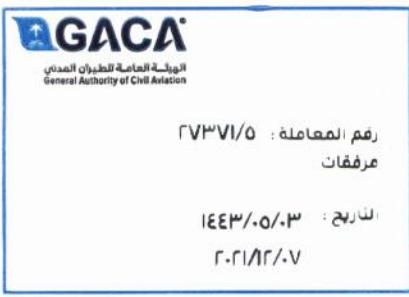 GACA
الهيئة العامة للطيران المدني
General Authority of Civil Aviation
رقم المعاملة : ٢٧٣٧١/٥
مرفقات
التاريخ : ١٤٤٣/٠٥/٠٣
٢٠٢١/١٢/٠٧